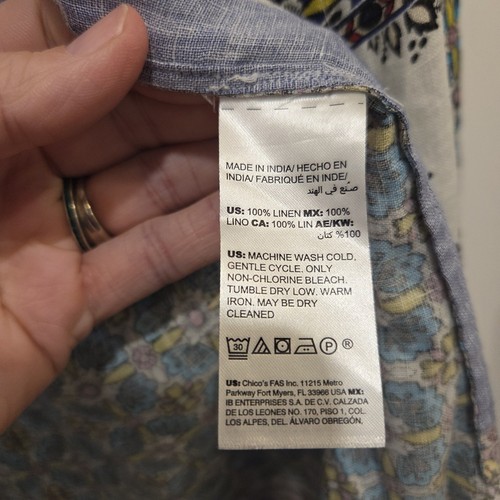 MADE IN INDIA/ HECHO EN
INDIA/ FABRIQUÉ EN INDE/
صنع في الهند
US: 100% LINEN MX: 100%
LINO CA: 100% LIN AE/KW:
100% كتان
US: MACHINE WASH COLD,
GENTLE CYCLE. ONLY
NON-CHLORINE BLEACH.
TUMBLE DRY LOW. WARM
IRON. MAY BE DRY
CLEANED
30 P ®
US: Chico's FAS Inc. 11215 Metro
Parkway Fort Myers, FL 33966 USA MX:
IB ENTERPRISES S.A. DE C.V. CALZADA
DE LOS LEONES NO. 170, PISO 1, COL.
LOS ALPES, DEL. ÁLVARO OBREGÓN,